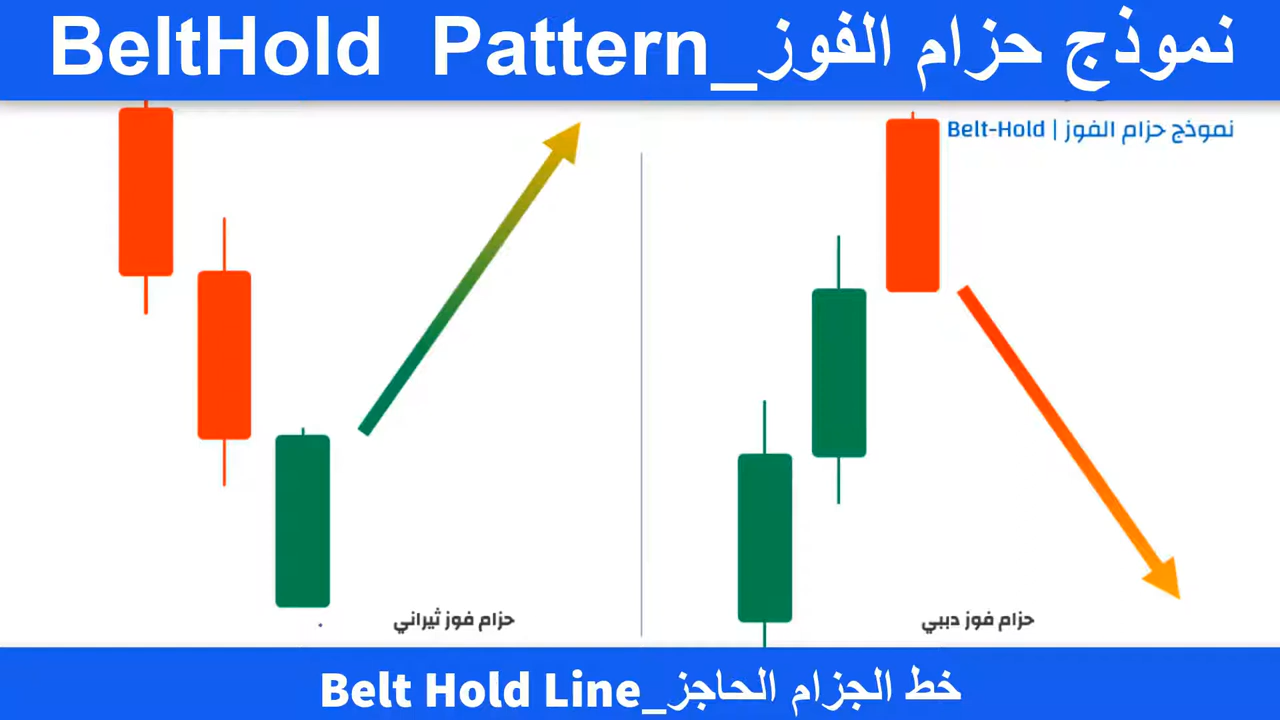 BeltHold Pattern_نموذج حزام الفوز
نموذج حزام الفوز | Belt-Hold
حزام فوز ثيراني
حزام فوز دببي
Belt Hold Line_خط الجزام الحاجز